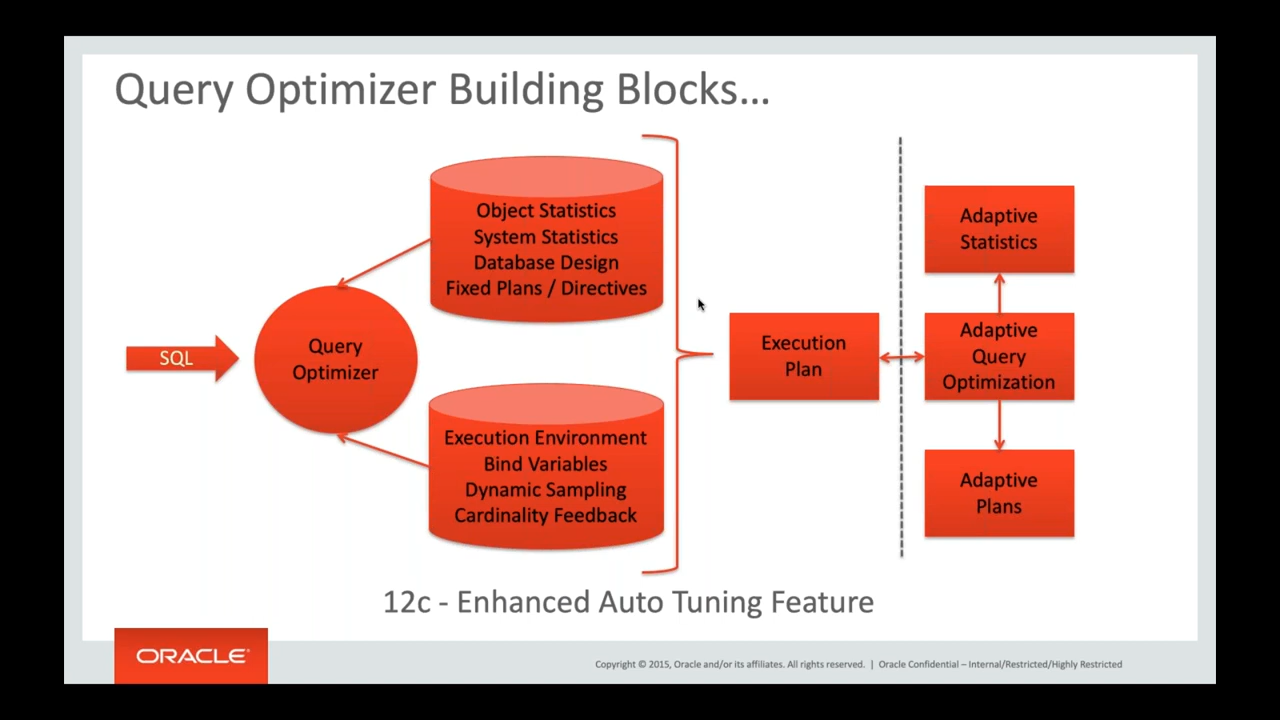 Query Optimizer Building Blocks...
SQL
Query
Optimizer
Object Statistics
System Statistics
Database Design
Fixed Plans / Directives
Execution Environment
Bind Variables
Dynamic Sampling
Cardinality Feedback
Execution
Plan
Adaptive
Statistics
Adaptive
Query
Optimization
Adaptive
Plans
12c - Enhanced Auto Tuning Feature
ORACLE®
Copyright © 2015, Oracle and/or its affiliates. All rights reserved. | Oracle Confidential – Internal/Restricted/Highly Restricted